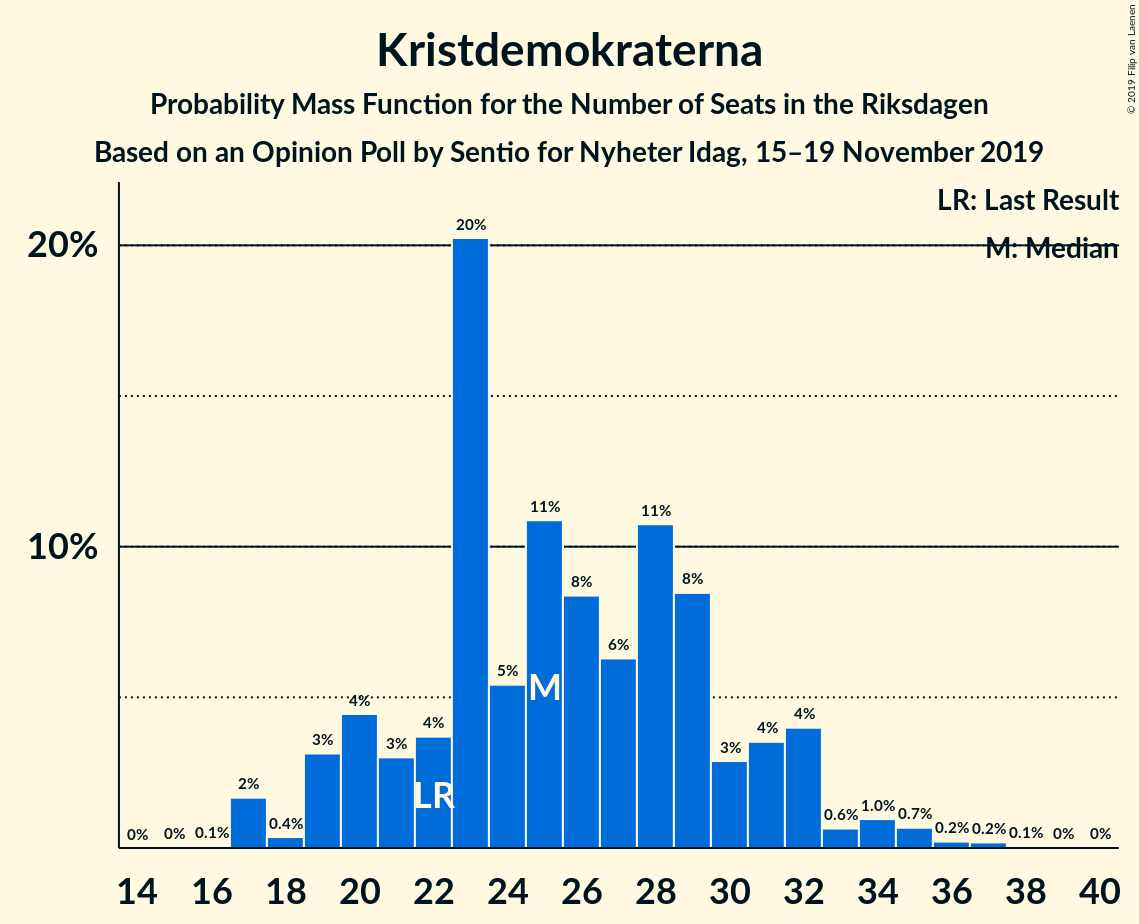 Kristdemokraterna
Probability Mass Function for the Number of Seats in the Riksdagen
Based on an Opinion Poll by Sentio for Nyheter Idag, 15–19 November 2019
© 2019 Filip van Laenen
LR: Last Result
M: Median
20%
10%
0% 0% 0.1% 2% 0.4% 3% 4% 3% 4% 20% 5% 11% 8% 6% 11% 8% 3% 4% 4% 0.6% 1.0% 0.7% 0.2% 0.2% 0.1% 0% 0%
M
LR
14 16 18 20 22 24 26 28 30 32 34 36 38 40